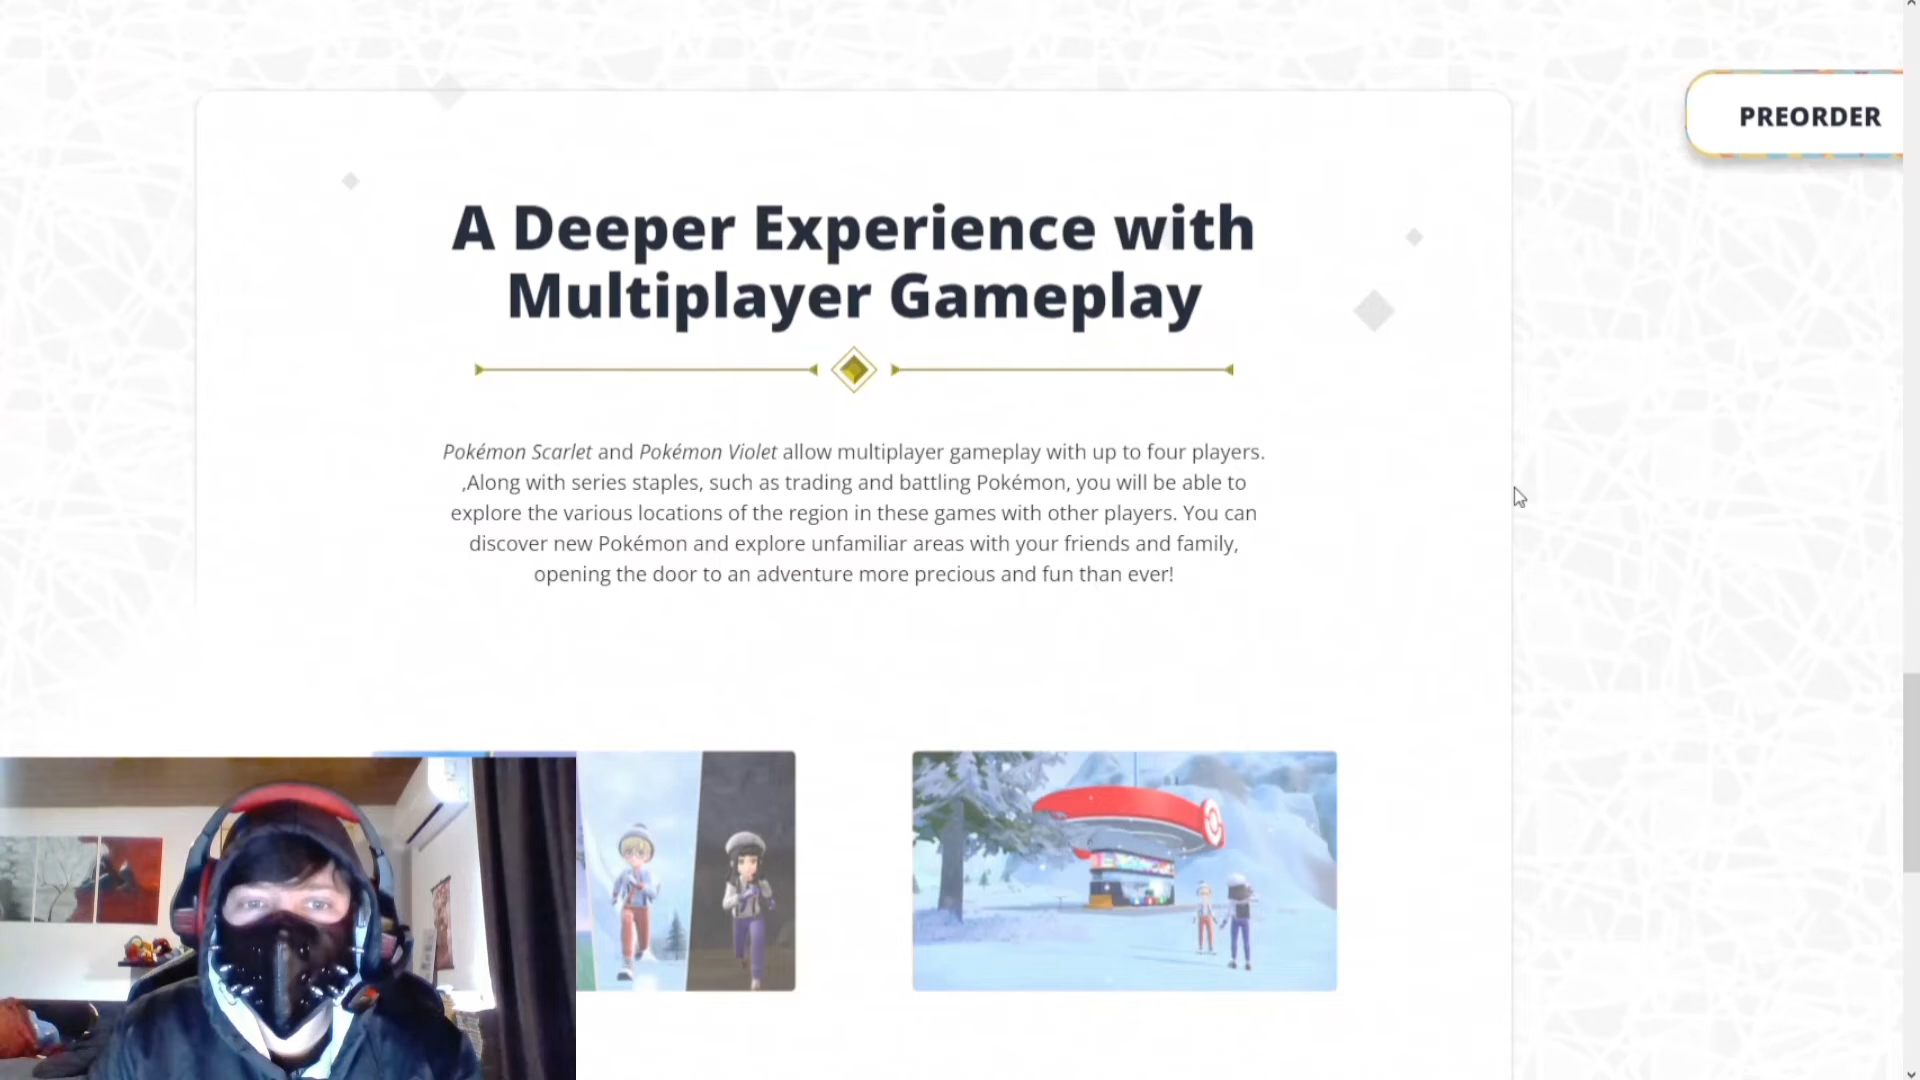 PREORDER
A Deeper Experience with
Multiplayer Gameplay
Pokémon Scarlet and Pokémon Violet allow multiplayer gameplay with up to four players.
,Along with series staples, such as trading and battling Pokémon, you will be able to
explore the various locations of the region in these games with other players. You can
discover new Pokémon and explore unfamiliar areas with your friends and family,
opening the door to an adventure more precious and fun than ever!